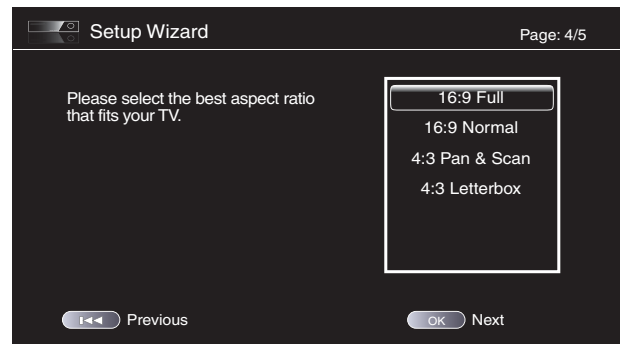 Setup Wizard
Page: 4/5
Please select the best aspect ratio
that fits your TV.
16:9 Full
16:9 Normal
4:3 Pan & Scan
4:3 Letterbox
Previous
OK Next